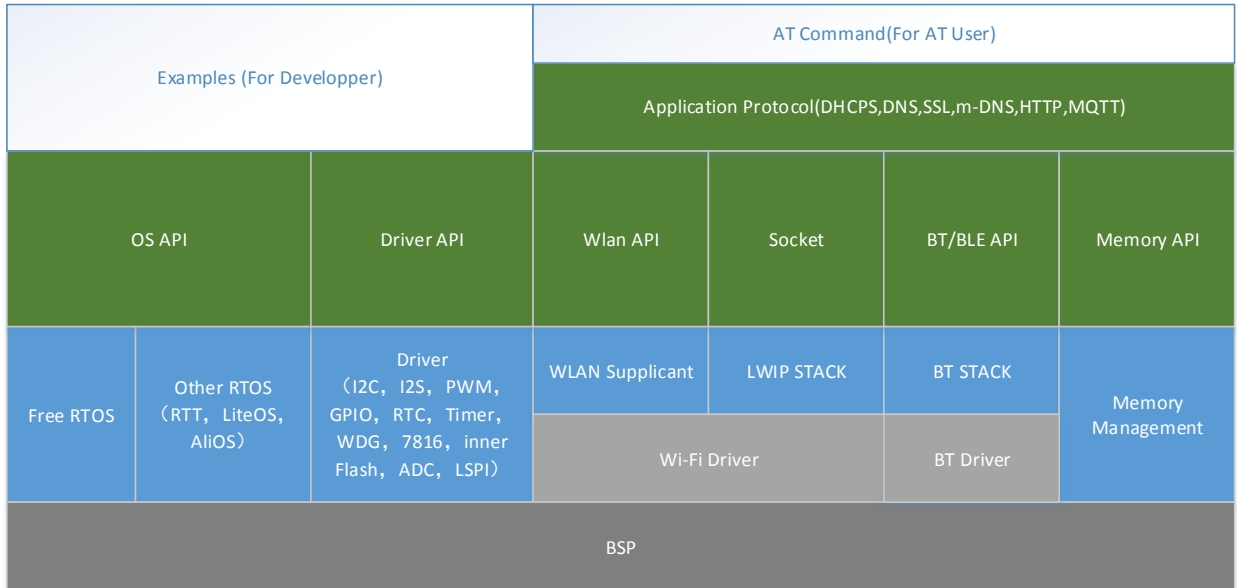 AT Command(For AT User)
Examples (For Developper)
Application Protocol(DHCPS,DNS,SSL,m-DNS,HTTP,MQTT)
OS API
Driver API
Wlan API
Socket
BT/BLE API
Memory API
Free RTOS
Other RTOS
（RTT，LiteOS，
AliOS）
Driver
（I2C，I2S，PWM，
GPIO，RTC，Timer，
WDG，7816，inner
Flash，ADC，LSPI）
WLAN Supplicant
LWIP STACK
BT STACK
Memory
Management
Wi-Fi Driver
BT Driver
BSP